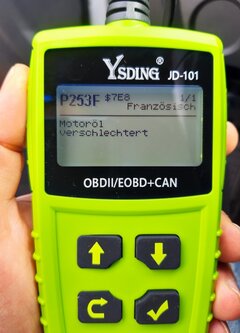 YSDING® JD-101
P253F $7E8 1/1
Französisch
Motoröl
verschlechtert
OBDII/EOBD+CAN